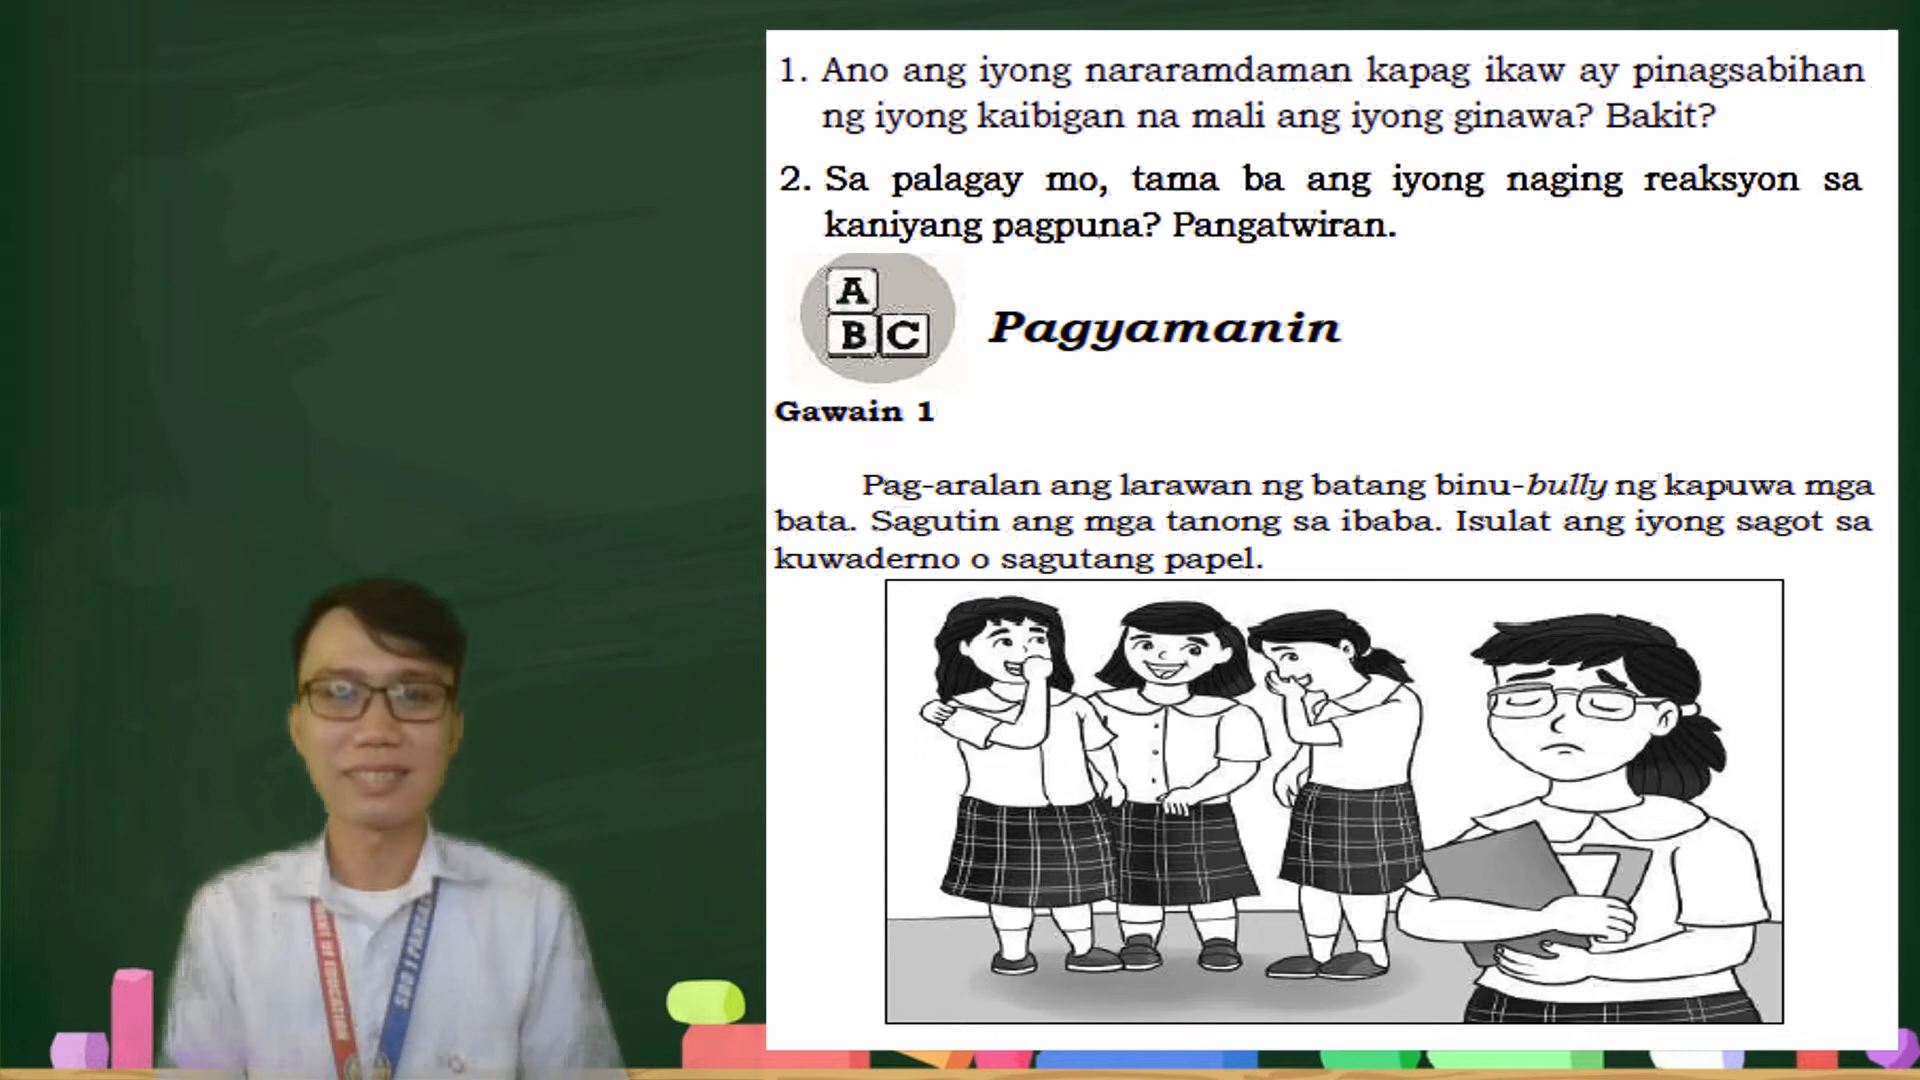 1. Ano ang iyong nararamdaman kapag ikaw ay pinagsabihan
ng iyong kaibigan na mali ang iyong ginawa? Bakit?
2. Sa palagay mo, tama ba ang iyong naging reaksyon sa
kaniyang pagpuna? Pangatwiran.
A
B C
Pagyamanin
Gawain 1
Pag-aralan ang larawan ng batang binu-bully ng kapuwa mga
bata. Sagutin ang mga tanong sa ibaba. Isulat ang iyong sagot sa
kuwaderno o sagutang papel.